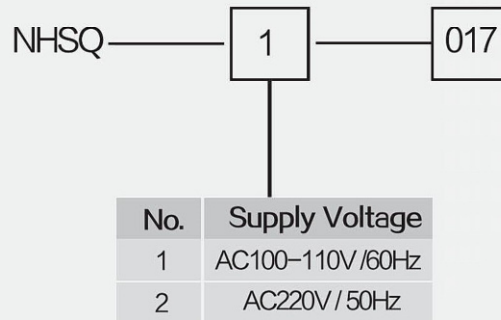 NHSQ 1 017
No. Supply Voltage
1 AC100-110V/60Hz
2 AC220V/50Hz